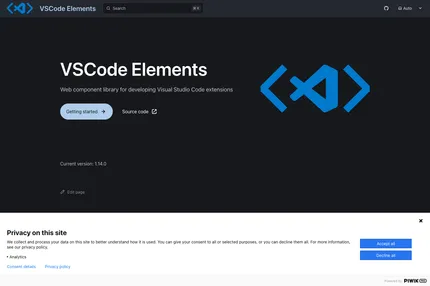 VSCode Elements
Search
Auto
VSCode Elements
Web component library for developing Visual Studio Code extensions
Getting started
Source code
Current version: 1.14.0
Edit page
Privacy on this site
We collect and process your data on this site to better understand how it is used. You can give your consent to all or selected purposes, or you can decline them all. For more information,
see our privacy policy.
Analytics
Accept all
Decline all
Consent details
Privacy policy
Powered by PIWIK PRO